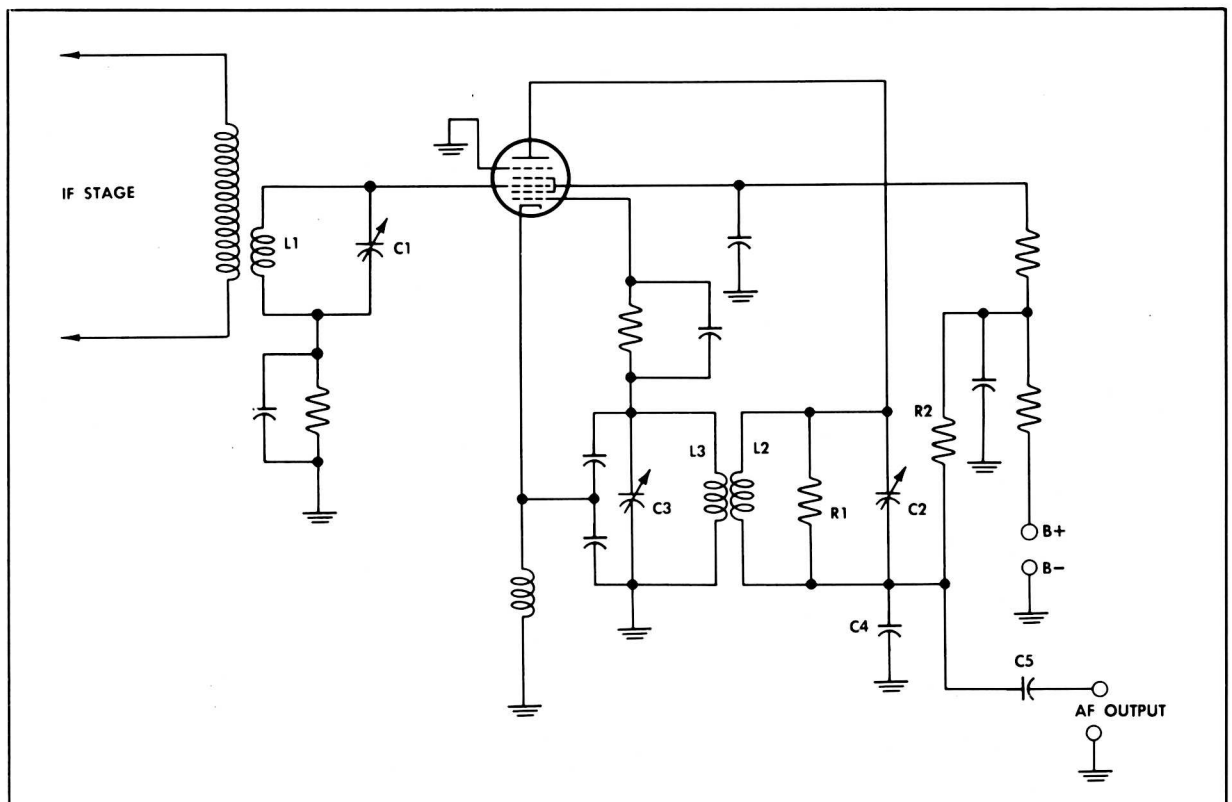 IF STAGE
L1
C1
L3
L2
C3
R1
C2
R2
B+
B-
C4
C5
AF OUTPUT